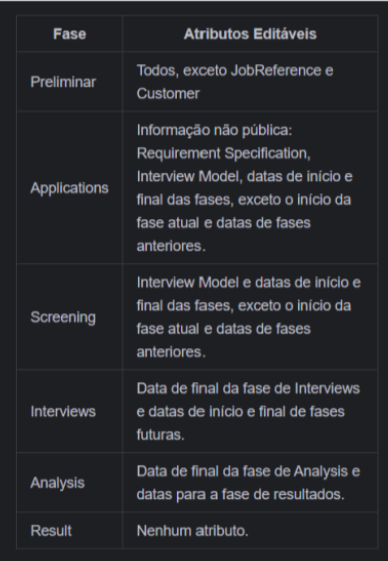 Fase Atributos Editáveis
Preliminar
Todos, exceto JobReference e
Customer
Applications
Informação não pública:
Requirement Specification,
Interview Model, datas de início e
final das fases, exceto o início da
fase atual e datas de fases
anteriores.
Screening
Interview Model e datas de início e
final das fases, exceto o início da
fase atual e datas de fases
anteriores.
Interviews
Data de final da fase de Interviews
e datas de início e final de fases
futuras.
Analysis
Data de final da fase de Analysis e
datas para a fase de resultados.
Result Nenhum atributo.